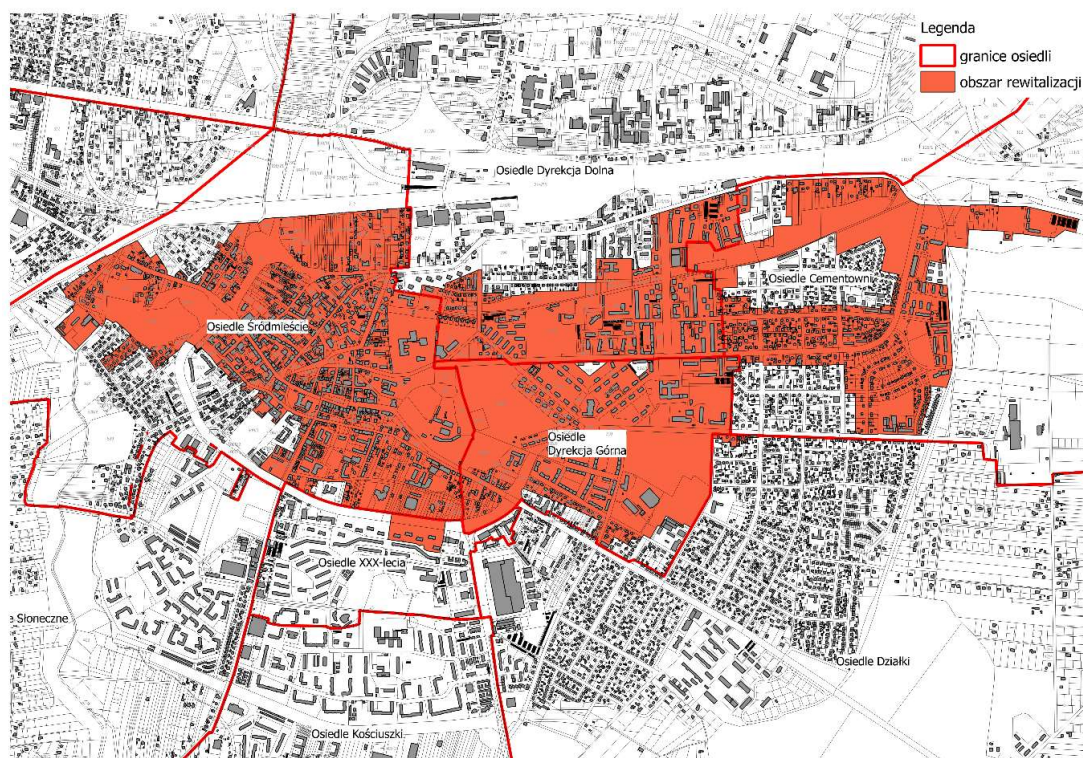 Legenda
granice osiedli
obszar rewitalizacji
Osiedle Dyrekcja Dolna
Osiedle Cementowni
Osiedle Śródmieście
Osiedle
Dyrekcja Górna
Osiedle XXX-lecia
e Słoneczne
Osiedle Działki
Osiedle Kościuszki